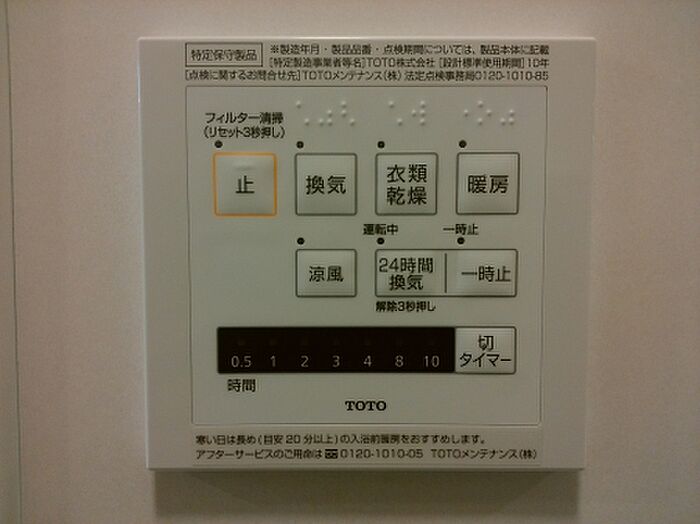 特定保守製品 ※製造年月・製品品番・点検期間については、製品本体に記載
[特定製造事業者等名]TOTO株式会社 [設計標準使用期間]10年
[点検に関するお問合せ先]TOTOメンテナンス(株) 法定点検事務局0120-1010-85
フィルター清掃
(リセット3秒押し)
止 換気 衣類乾燥 暖房
運転中 一時止
涼風 24時間換気 一時止
解除3秒押し
0.5 1 2 3 4 8 10 切タイマー
時間
TOTO
寒い日は長め(目安20分以上)の入浴前暖房をおすすめします。
アフターサービスのご用命は 0120-1010-05 TOTOメンテナンス(株)